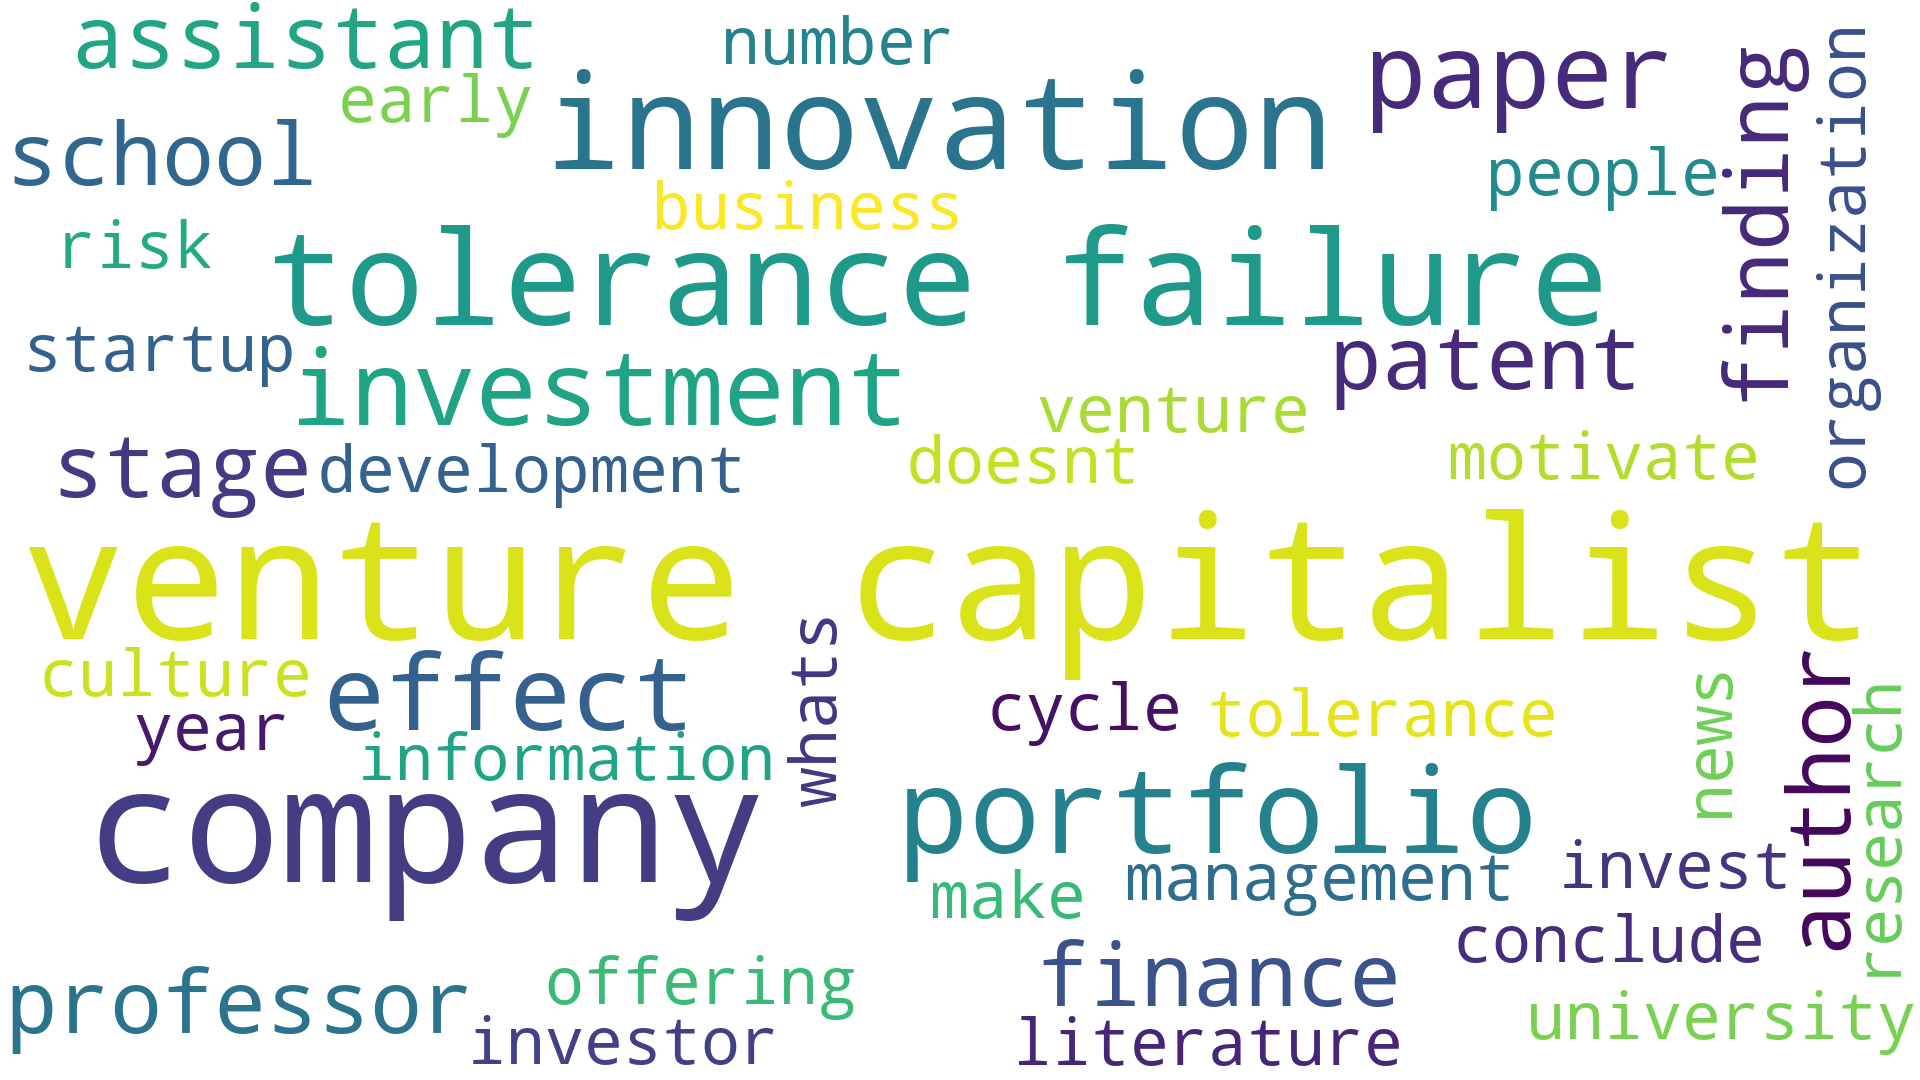 assistant
number
paper
finding
organization
early
innovation
school
people
business
risk
tolerance failure
startup
investment
patent
venture
stage
development
doesnt
motivate
venture capitalist
culture
effect
whats
year
cycle
tolerance
news
author
research
information
company
portfolio
make
management
invest
conclude
professor
offering
finance
investor
literature
university